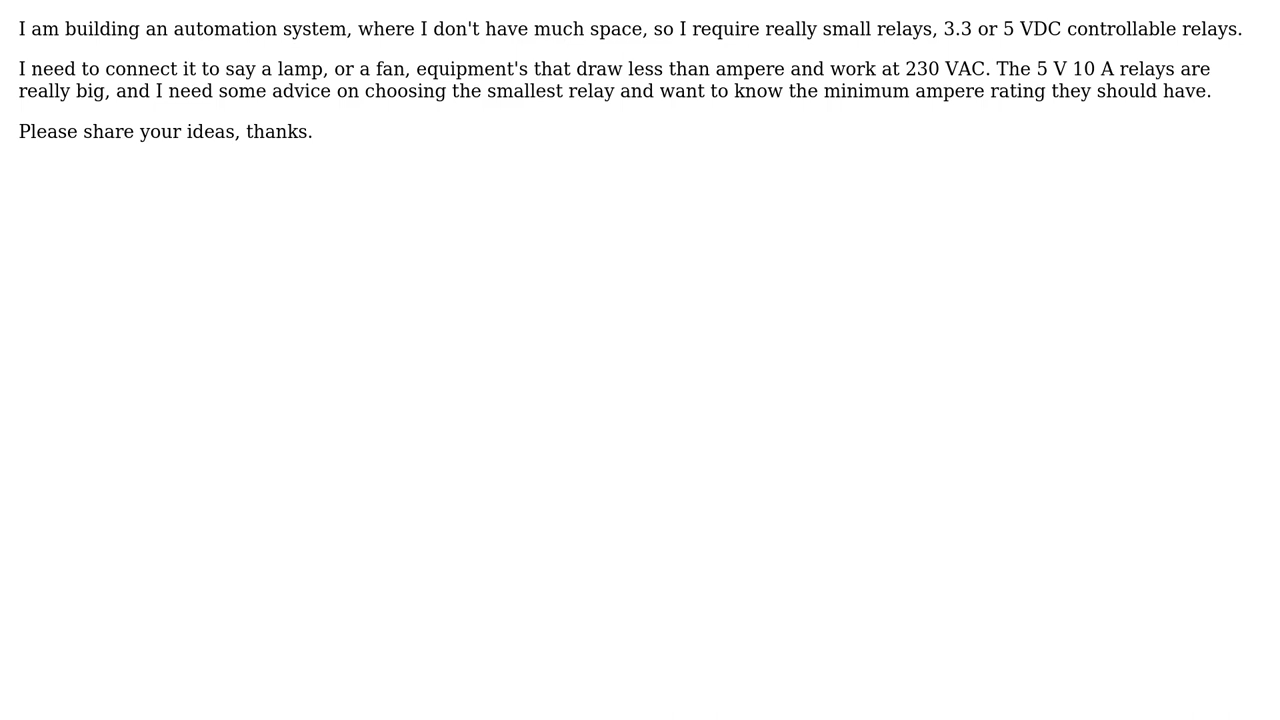 I am building an automation system, where I don't have much space, so I require really small relays, 3.3 or 5 VDC controllable relays.
I need to connect it to say a lamp, or a fan, equipment's that draw less than ampere and work at 230 VAC. The 5 V 10 A relays are
really big, and I need some advice on choosing the smallest relay and want to know the minimum ampere rating they should have.
Please share your ideas, thanks.